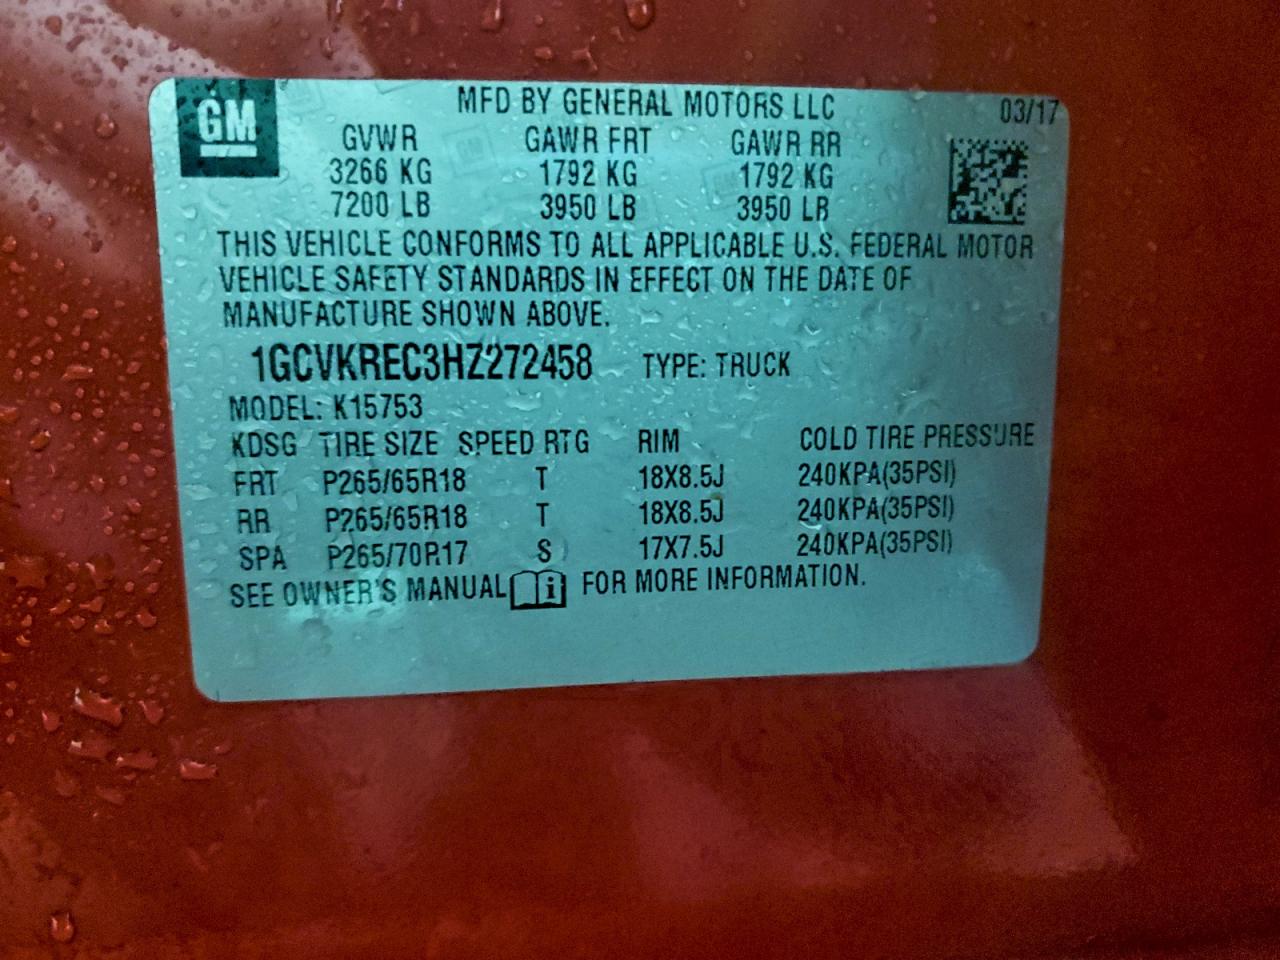 GM
MFD BY GENERAL MOTORS LLC 03/17
GVWR GAWR FRT GAWR RR
3266 KG 1792 KG 1792 KG
7200 LB 3950 LB 3950 LB
THIS VEHICLE CONFORMS TO ALL APPLICABLE U.S. FEDERAL MOTOR
VEHICLE SAFETY STANDARDS IN EFFECT ON THE DATE OF
MANUFACTURE SHOWN ABOVE.
1GCVKREC3HZ272458 TYPE: TRUCK
MODEL: K15753
KDSG TIRE SIZE SPEED RTG RIM COLD TIRE PRESSURE
FRT P265/65R18 T 18X8.5J 240KPA(35PSI)
RR P265/65R18 T 18X8.5J 240KPA(35PSI)
SPA P265/70R17 S 17X7.5J 240KPA(35PSI)
SEE OWNER'S MANUAL i FOR MORE INFORMATION.